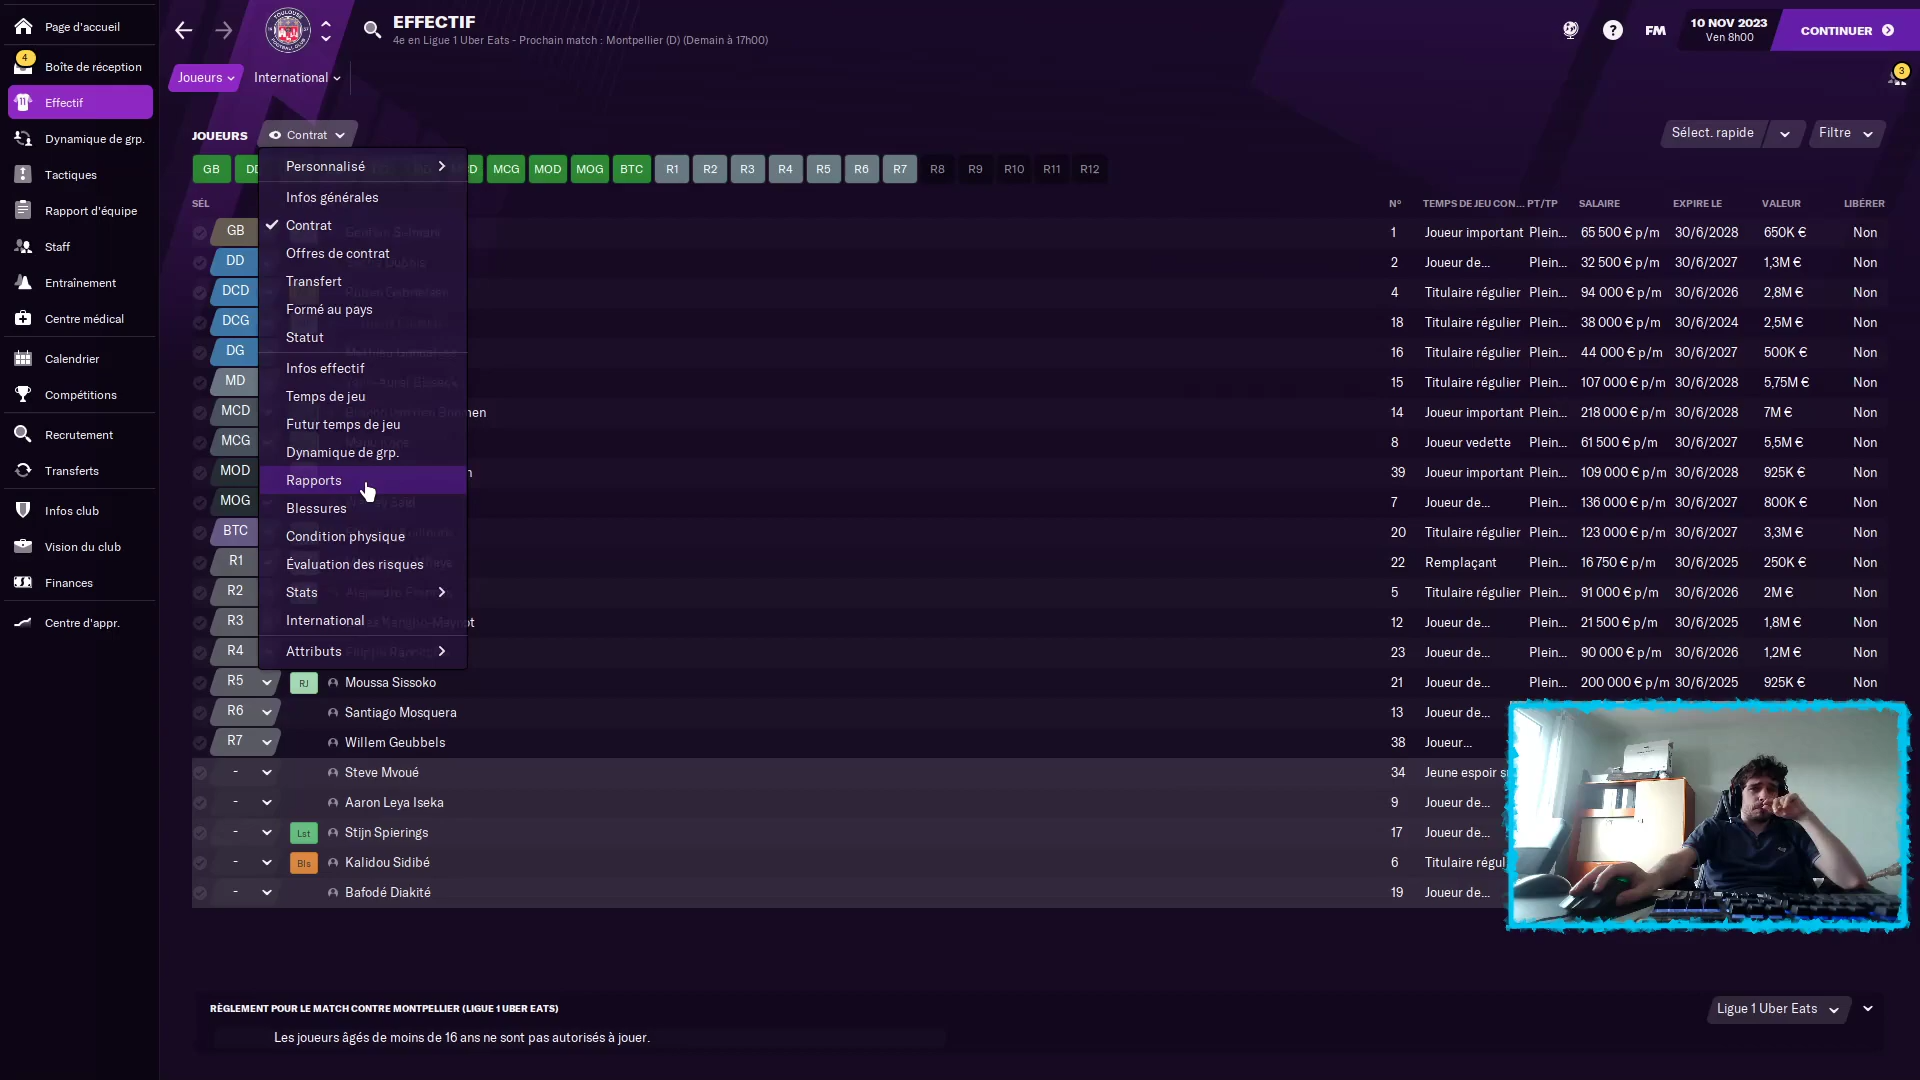 Page d'accueil
4
Boîte de réception
Effectif
Dynamique de grp.
Tactiques
Rapport d'équipe
Staff
Entraînement
Centre médical
Calendrier
Compétitions
Recrutement
Transferts
Infos club
Vision du club
Finances
Centre d'appr.
EFFECTIF
4e en Ligue 1 Uber Eats - Prochain match : Montpellier (D) (Demain à 17h00)
FM
10 NOV 2023
Ven 8h00
CONTINUER
Joueurs
International
3
JOUEURS
Contrat
Sélect. rapide
Filtre
GB MCG MOD MOG BTC R1 R2 R3 R4 R5 R6 R7 R8 R9 R10 R11 R12
Personnalisé
Infos générales
Contrat
Offres de contrat
Transfert
Formé au pays
Statut
Infos effectif
Temps de jeu
Futur temps de jeu
Dynamique de grp.
Rapports
Blessures
Condition physique
Évaluation des risques
Stats
International
Attributs
SÉL N° TEMPS DE JEU CON... PT/TP SALAIRE EXPIRE LE VALEUR LIBÉRER
GB 1 Joueur important Plein... 65 500 € p/m 30/6/2028 650K € Non
DD 2 Joueur de... Plein... 32 500 € p/m 30/6/2027 1,3M € Non
DCD 4 Titulaire régulier Plein... 94 000 € p/m 30/6/2026 2,8M € Non
DCG 18 Titulaire régulier Plein... 38 000 € p/m 30/6/2024 2,5M € Non
DG 16 Titulaire régulier Plein... 44 000 € p/m 30/6/2027 500K € Non
MD 15 Titulaire régulier Plein... 107 000 € p/m 30/6/2028 5,75M € Non
MCD 14 Joueur important Plein... 218 000 € p/m 30/6/2028 7M € Non
MCG 8 Joueur vedette Plein... 61 500 € p/m 30/6/2027 5,5M € Non
MOD 39 Joueur important Plein... 109 000 € p/m 30/6/2028 925K € Non
MOG 7 Joueur de... Plein... 136 000 € p/m 30/6/2027 800K € Non
BTC 20 Titulaire régulier Plein... 123 000 € p/m 30/6/2027 3,3M € Non
R1 22 Remplaçant Plein... 16 750 € p/m 30/6/2025 250K € Non
R2 5 Titulaire régulier Plein... 91 000 € p/m 30/6/2026 2M € Non
R3 12 Joueur de... Plein... 21 500 € p/m 30/6/2025 1,8M € Non
R4 23 Joueur de... Plein... 90 000 € p/m 30/6/2026 1,2M € Non
R5 RJ Moussa Sissoko 21 Joueur de... Plein... 200 000 € p/m 30/6/2025 925K € Non
R6 Santiago Mosquera 13 Joueur de...
R7 Willem Geubbels 38 Joueur...
- Steve Mvoué 34 Jeune espoir
- Aaron Leya Iseka 9 Joueur de...
- Lst Stijn Spierings 17 Joueur de...
- Bls Kalidou Sidibé 6 Titulaire
- Bafodé Diakité 19 Joueur de...
RÈGLEMENT POUR LE MATCH CONTRE MONTPELLIER (LIGUE 1 UBER EATS)
Ligue 1 Uber Eats
Les joueurs âgés de moins de 16 ans ne sont pas autorisés à jouer.